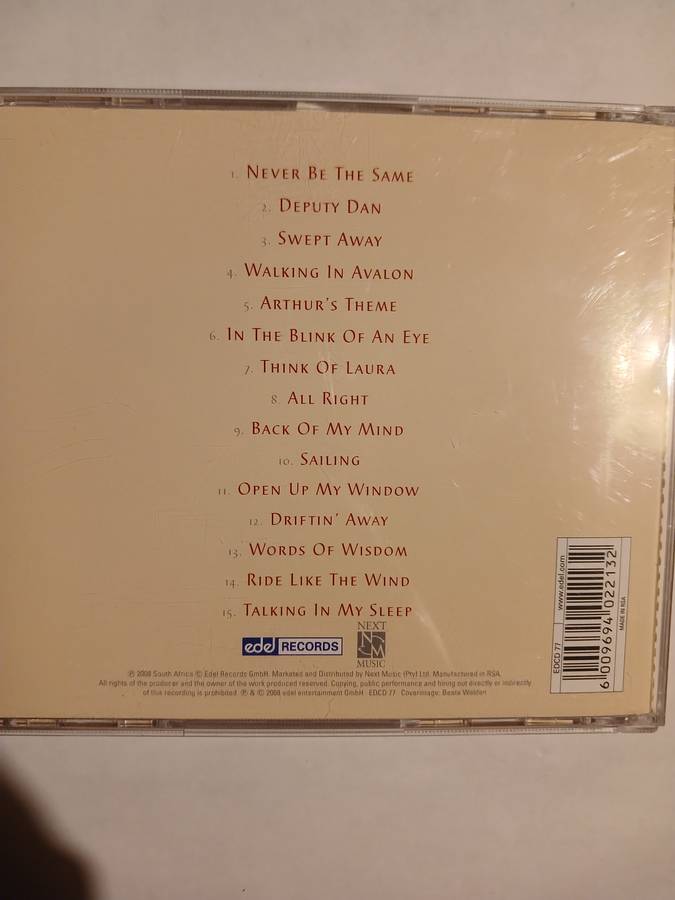 1. NEVER BE THE SAME
2. DEPUTY DAN
3. SWEPT AWAY
4. WALKING IN AVALON
5. ARTHUR'S THEME
6. IN THE BLINK OF AN EYE
7. THINK OF LAURA
8. ALL RIGHT
9. BACK OF MY MIND
10. SAILING
11. OPEN UP MY WINDOW
12. DRIFTIN' AWAY
13. WORDS OF WISDOM
14. RIDE LIKE THE WIND
15. TALKING IN MY SLEEP
edel RECORDS
NEXT
NM
MUSIC
℗ 2008 South Africa © Edel Records GmbH. Marketed and Distributed by Next Music (Pty) Ltd. Manufactured in RSA.
All rights of the producer and the owner of the work produced reserved. Copying, public performance and hiring out directly or indirectly
of this recording is prohibited ℗ & © 2008 edel entertainment GmbH EDCD 77 Coverimage: Beate Welden
EDCD 77
www.edel.com
6 009694 022132
MADE IN RSA